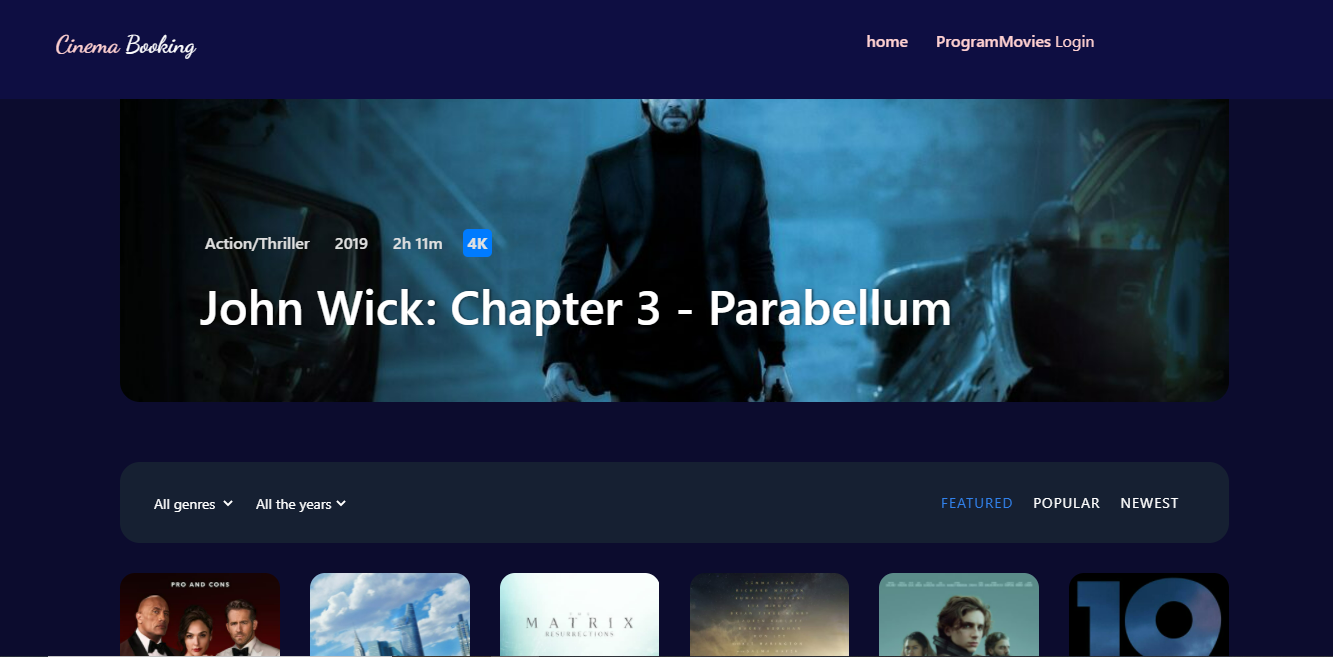 Cinema Booking
home ProgramMovies Login
Action/Thriller 2019 2h 11m 4K
John Wick: Chapter 3 - Parabellum
All genres All the years FEATURED POPULAR NEWEST
PRO AND CONS
THE
MATRIX
RESURRECTIONS
10